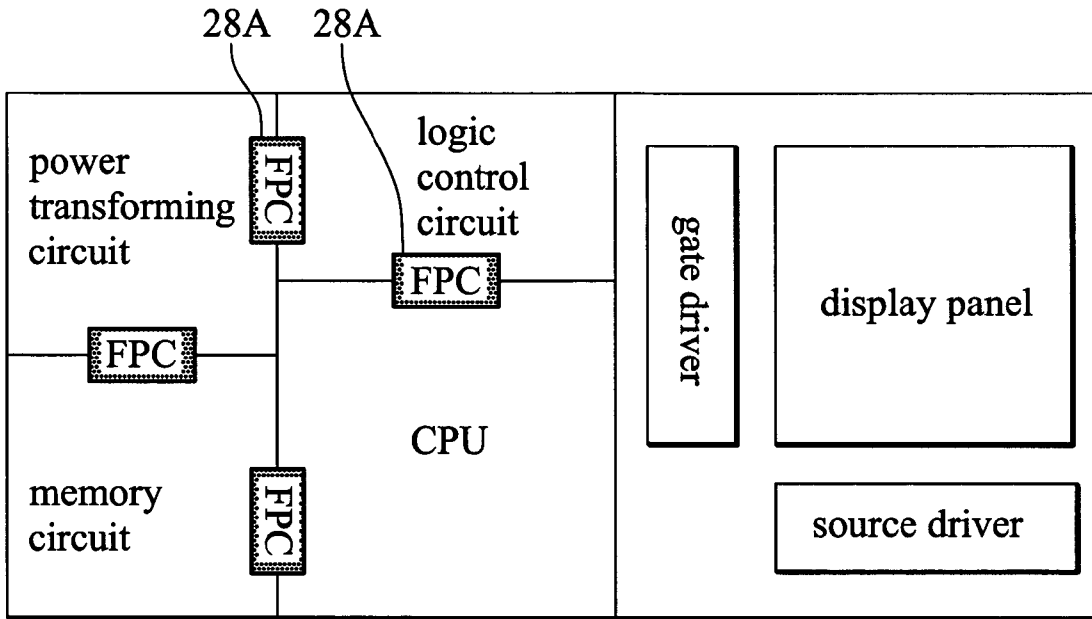 28A
28A
power
transforming
circuit
FPC
logic
control
circuit
FPC
FPC
CPU
memory
circuit
FPC
gate driver
display panel
source driver